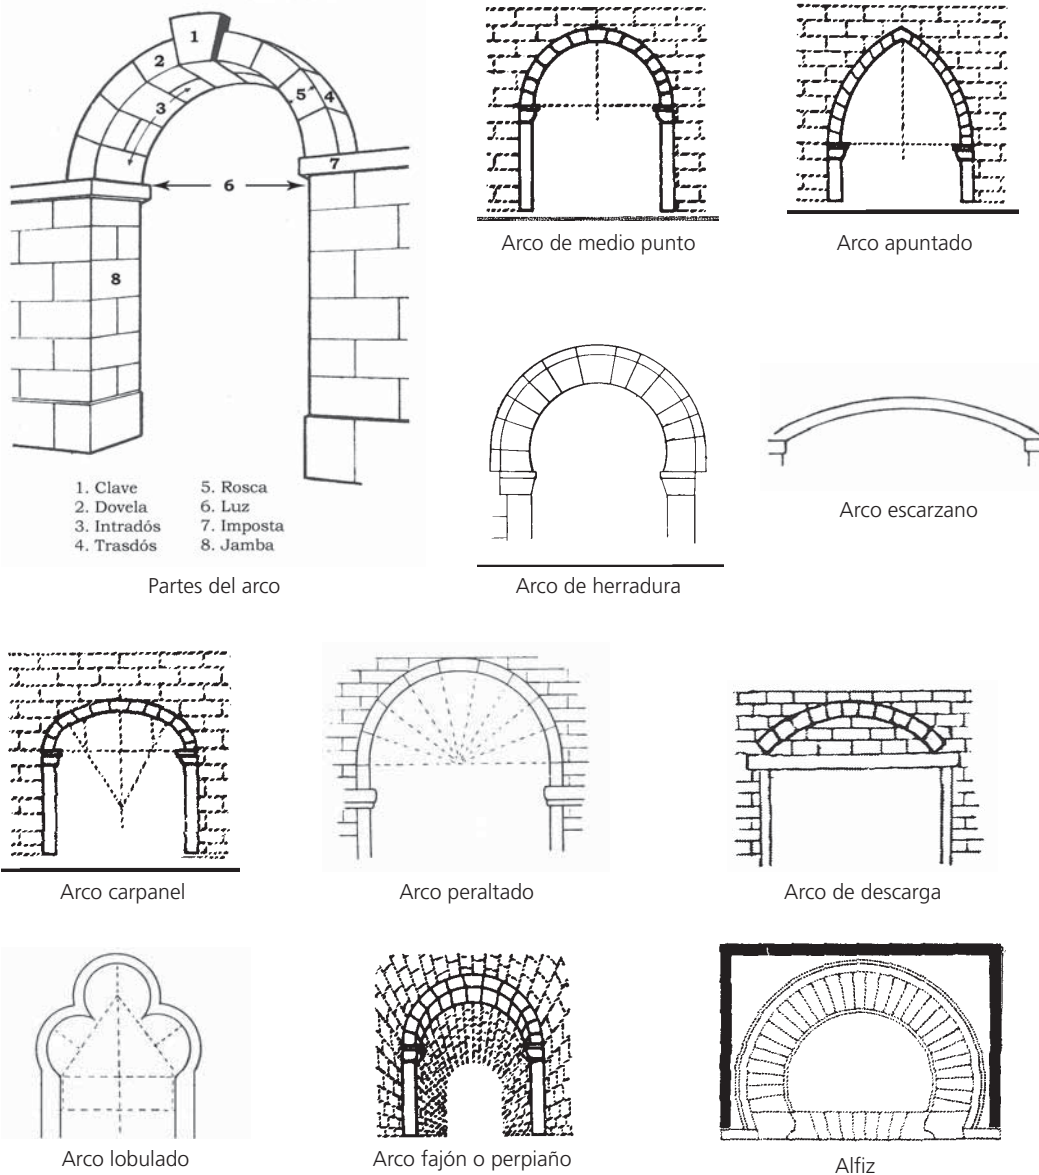 1
2
3
5
4
7
6
8
1. Clave
2. Dovela
3. Intradós
4. Trasdós
5. Rosca
6. Luz
7. Imposta
8. Jamba
Partes del arco
Arco de medio punto
Arco apuntado
Arco de herradura
Arco escarzano
Arco carpanel
Arco peraltado
Arco de descarga
Arco lobulado
Arco fajón o perpiaño
Alfiz